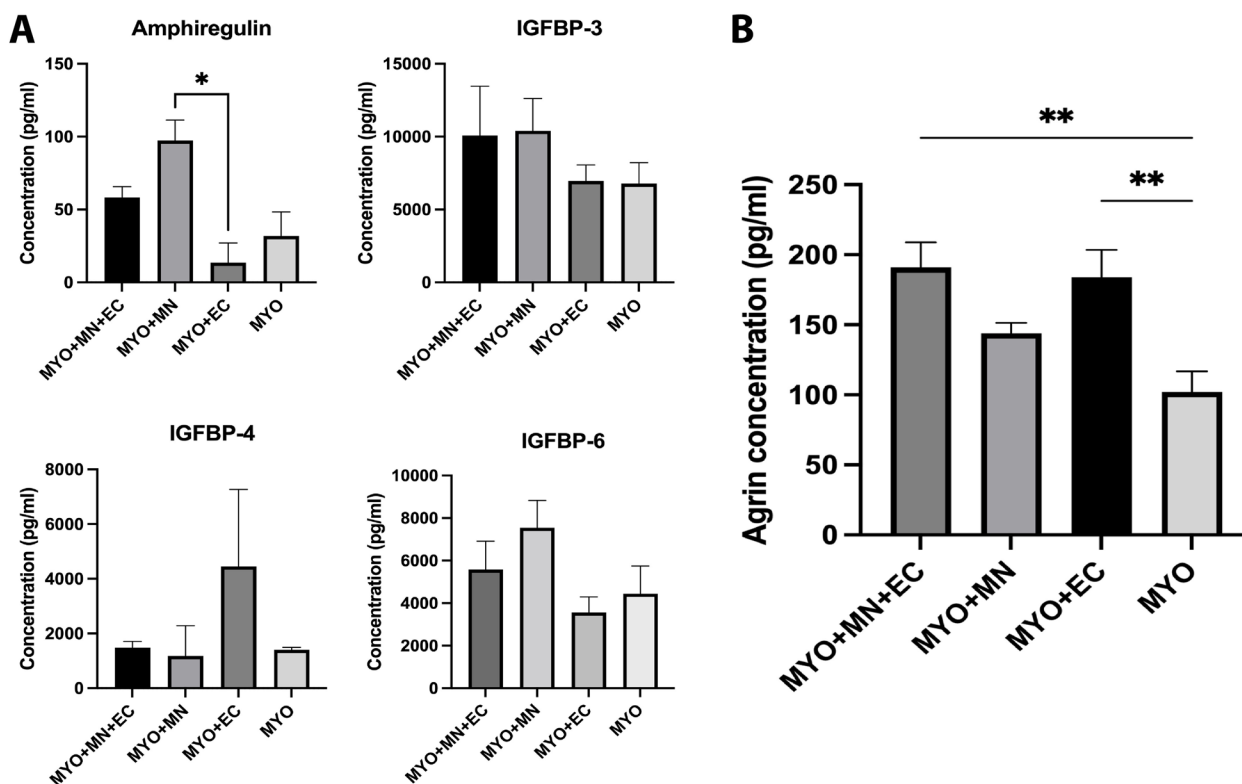 A
Amphiregulin
Concentration (pg/ml)
150
100
50
0
*
MYO+MN+EC
MYO+MN
MYO+EC
MYO
IGFBP-3
Concentration (pg/ml)
15000
10000
5000
0
MYO+MN+EC
MYO+MN
MYO+EC
MYO
IGFBP-4
Concentration (pg/ml)
8000
6000
4000
2000
0
MYO+MN+EC
MYO+MN
MYO+EC
MYO
IGFBP-6
Concentration (pg/ml)
10000
8000
6000
4000
2000
0
MYO+MN+EC
MYO+MN
MYO+EC
MYO
B
Agrin concentration (pg/ml)
**
**
250
200
150
100
50
0
MYO+MN+EC
MYO+MN
MYO+EC
MYO